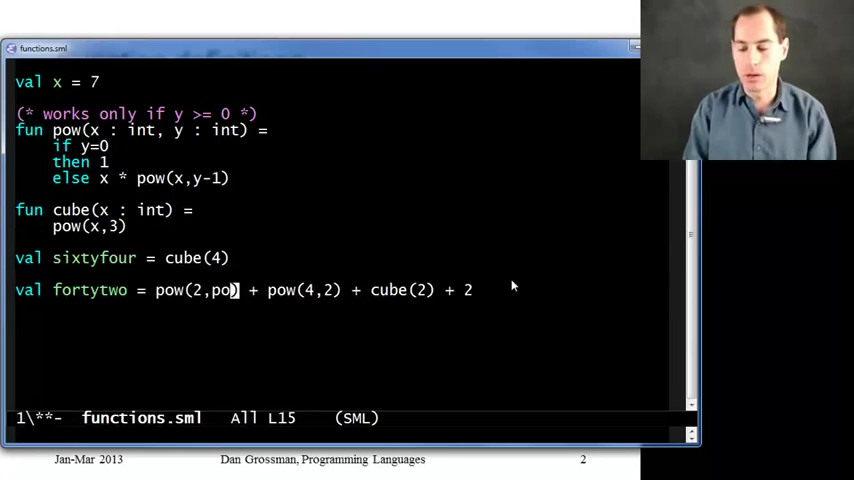 functions.sml
val x = 7
(* works only if y >= 0 *)
fun pow(x : int, y : int) =
if y=0
then 1
else x * pow(x,y-1)
fun cube(x : int) =
pow(x,3)
val sixtyfour = cube(4)
val fortytwo = pow(2,po) + pow(4,2) + cube(2) + 2
1\**- functions.sml All L15 (SML)
Jan-Mar 2013 Dan Grossman, Programming Languages 2